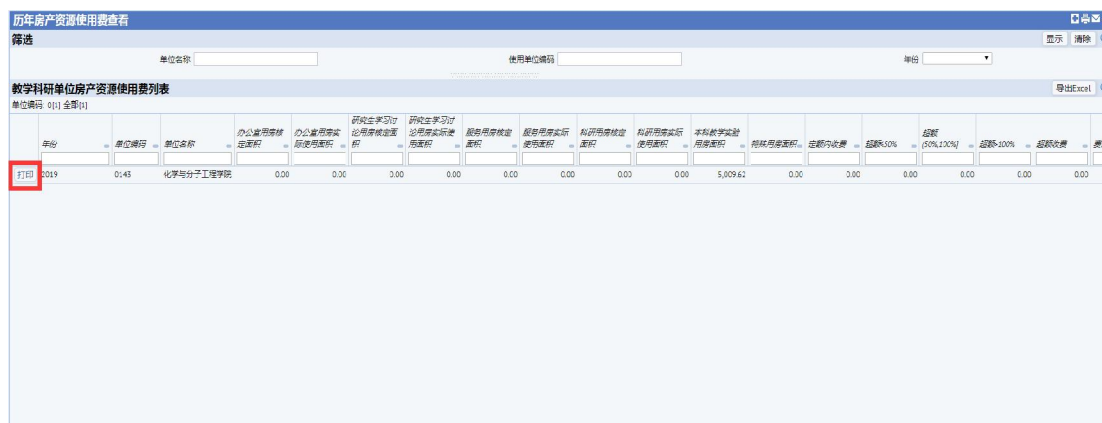 历年房产资源使用费查看
筛选
显示 清除
单位名称 使用单位编码 年份
教学科研单位房产资源使用费列表
导出Excel
单位编码: 0[1] 全部[1]
年份 单位编码 单位名称 办公室用房核定面积 办公室用房实际使用面积 研究生学习讨论用房核定面积 研究生学习讨论用房实际使用面积 服务用房核定面积 服务用房实际使用面积 科研用房核定面积 科研用房实际使用面积 本科教学实验用房面积 特殊用房面积 定额内收费 超额≤50% 超额(50%,100%] 超额>100% 超额收费
打印 2019 0143 化学与分子工程学院 0.00 0.00 0.00 0.00 0.00 0.00 0.00 0.00 5,009.62 0.00 0.00 0.00 0.00 0.00 0.00